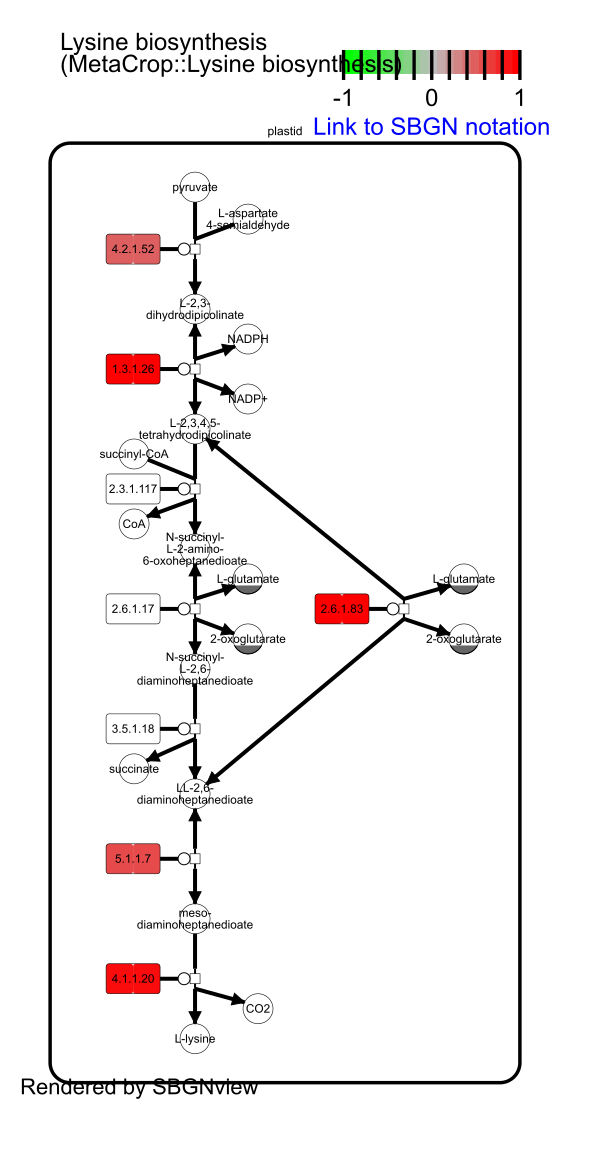 Lysine biosynthesis
(MetaCrop::Lysine biosynthesis)
-1
0
1
plastid
Link to SBGN notation
pyruvate
L-aspartate
4-semialdehyde
4.2.1.52
L-2,3-
dihydrodipicolinate
NADPH
1.3.1.26
NADP+
L-2,3,4,5-
tetrahydrodipicolinate
succinyl-CoA
2.3.1.117
CoA
N-succinyl-
L-2-amino-
6-oxoheptanedioate
L-glutamate
L-glutamate
2.6.1.17
2.6.1.83
2-oxoglutarate
2-oxoglutarate
N-succinyl-
L-2,6-
diaminoheptanedioate
3.5.1.18
succinate
LL-2,6-
diaminoheptanedioate
5.1.1.7
meso-
diaminoheptanedioate
4.1.1.20
CO2
L-lysine
Rendered by SBGNview